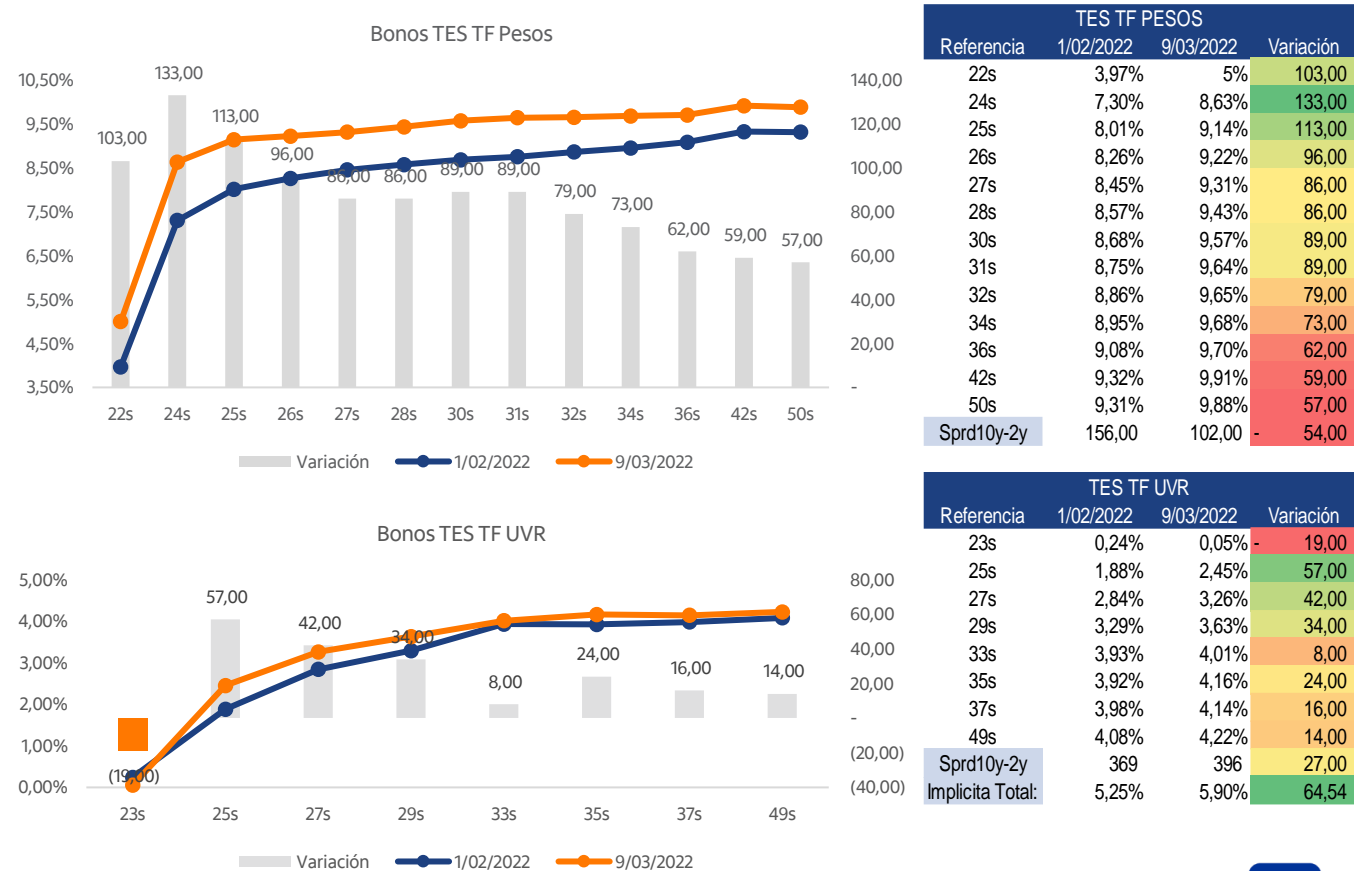 Bonos TES TF Pesos
10,50%
9,50%
8,50%
7,50%
6,50%
5,50%
4,50%
3,50%
103,00
133,00
113,00
96,00
86,00
86,00
89,00
89,00
79,00
73,00
62,00
59,00
57,00
140,00
120,00
100,00
80,00
60,00
40,00
20,00
-
22s 24s 25s 26s 27s 28s 30s 31s 32s 34s 36s 42s 50s
Variación 1/02/2022 9/03/2022
TES TF PESOS
Referencia 1/02/2022 9/03/2022 Variación
22s 3,97% 5% 103,00
24s 7,30% 8,63% 133,00
25s 8,01% 9,14% 113,00
26s 8,26% 9,22% 96,00
27s 8,45% 9,31% 86,00
28s 8,57% 9,43% 86,00
30s 8,68% 9,57% 89,00
31s 8,75% 9,64% 89,00
32s 8,86% 9,65% 79,00
34s 8,95% 9,68% 73,00
36s 9,08% 9,70% 62,00
42s 9,32% 9,91% 59,00
50s 9,31% 9,88% 57,00
Sprd10y-2y 156,00 102,00 - 54,00
Bonos TES TF UVR
5,00%
4,00%
3,00%
2,00%
1,00%
0,00%
(19,00)
57,00
42,00
34,00
8,00
24,00
16,00
14,00
80,00
60,00
40,00
20,00
-
(20,00)
(40,00)
23s 25s 27s 29s 33s 35s 37s 49s
Variación 1/02/2022 9/03/2022
TES TF UVR
Referencia 1/02/2022 9/03/2022 Variación
23s 0,24% 0,05% - 19,00
25s 1,88% 2,45% 57,00
27s 2,84% 3,26% 42,00
29s 3,29% 3,63% 34,00
33s 3,93% 4,01% 8,00
35s 3,92% 4,16% 24,00
37s 3,98% 4,14% 16,00
49s 4,08% 4,22% 14,00
Sprd10y-2y 369 396 27,00
Implicita Total: 5,25% 5,90% 64,54